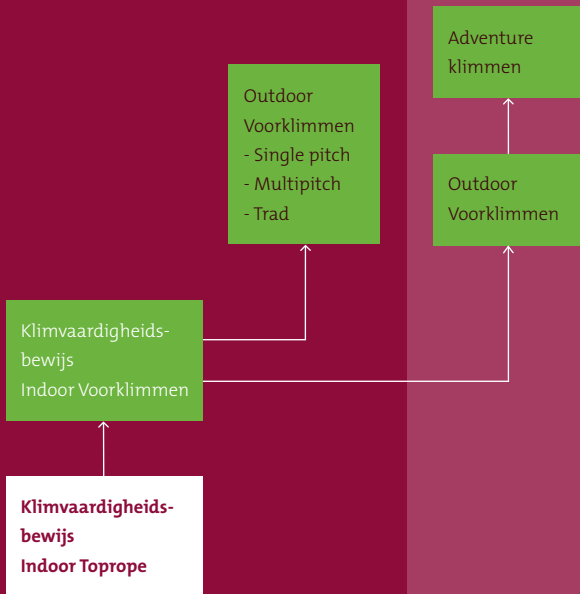 Adventure
klimmen
Outdoor
Voorklimmen
- Single pitch
- Multipitch
- Trad
Outdoor
Voorklimmen
Klimvaardigheids-
bewijs
Indoor Voorklimmen
Klimvaardigheids-
bewijs
Indoor Toprope